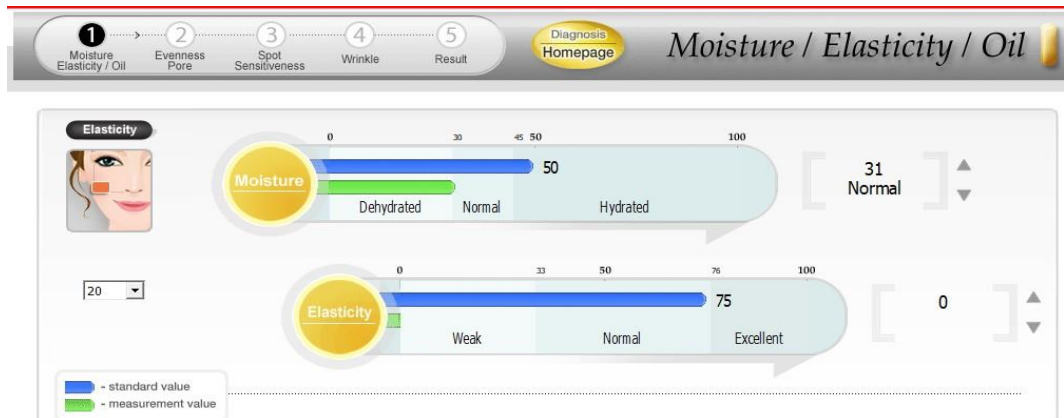 1 2 3 4 5
Moisture
Elasticity / Oil
Evenness
Pore
Spot
Sensitiveness
Wrinkle
Result
Diagnosis
Homepage
Moisture / Elasticity / Oil
Elasticity
0 30 45 50 100
Moisture
50
Dehydrated Normal Hydrated
31
Normal
20
0 33 50 76 100
Elasticity
75
Weak Normal Excellent
0
- standard value
- measurement value